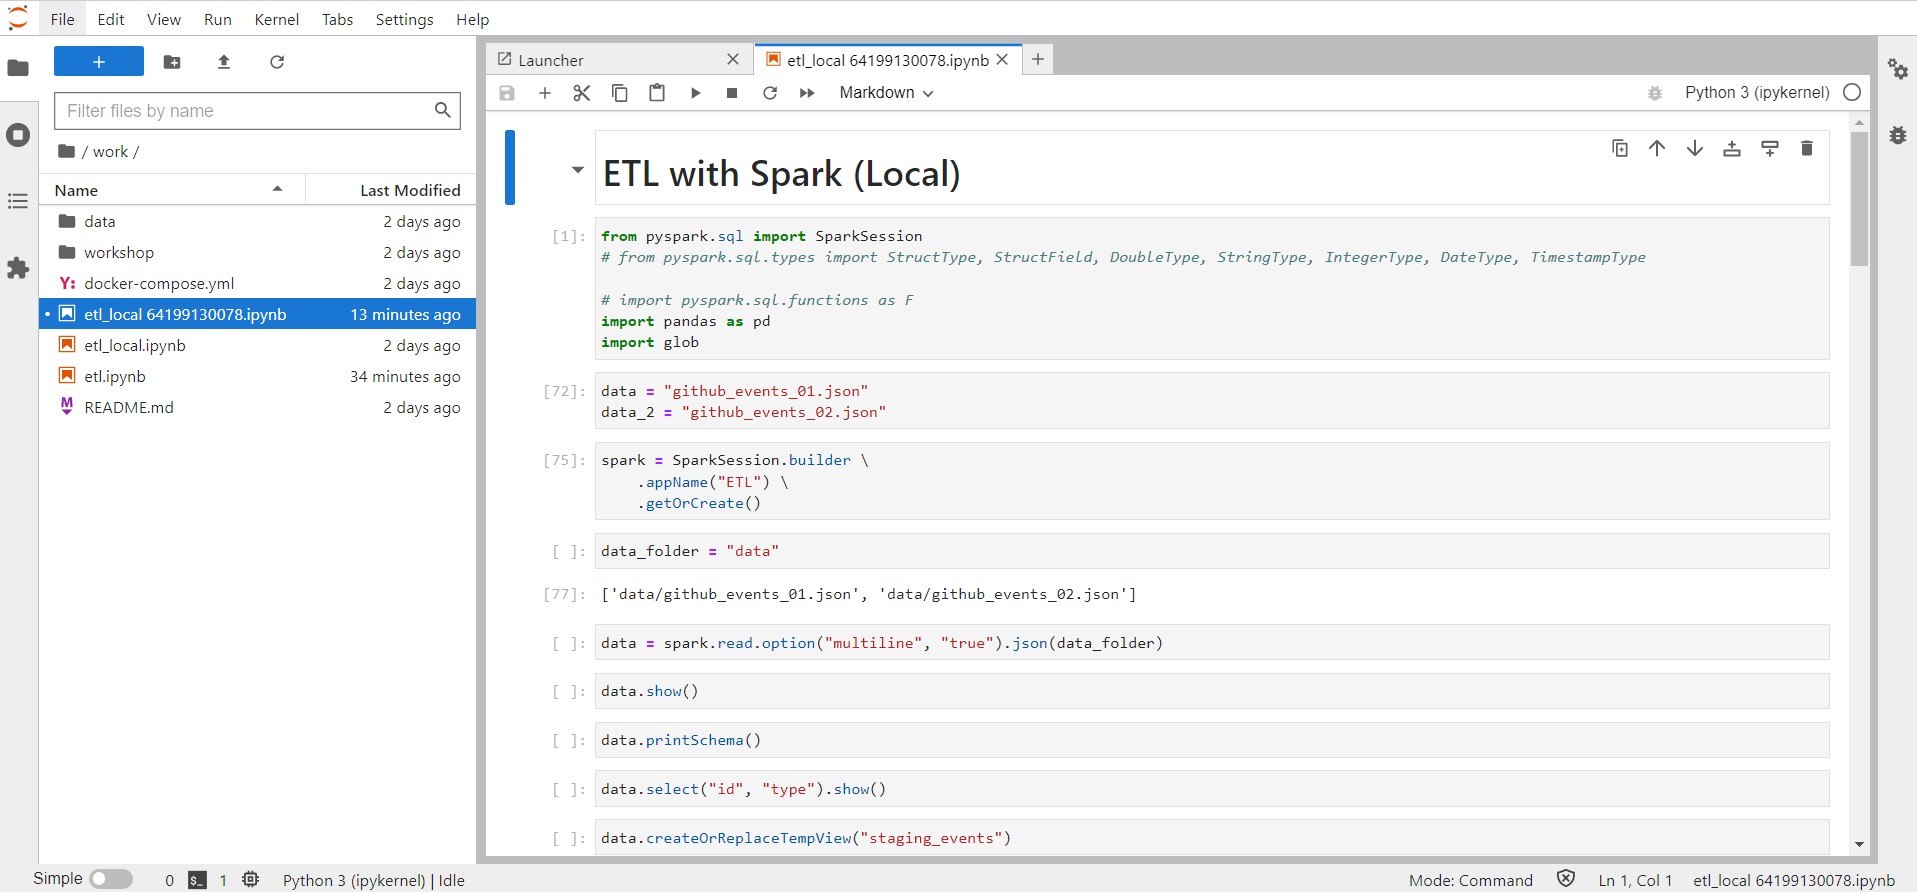 File Edit View Run Kernel Tabs Settings Help
+
Filter files by name
/ work /
Name Last Modified
data 2 days ago
workshop 2 days ago
Y: docker-compose.yml 2 days ago
etl_local 64199130078.ipynb 13 minutes ago
etl_local.ipynb 2 days ago
etl.ipynb 34 minutes ago
M README.md 2 days ago
Launcher etl_local 64199130078.ipynb +
Markdown Python 3 (ipykernel)
ETL with Spark (Local)
[1]: from pyspark.sql import SparkSession
# from pyspark.sql.types import StructType, StructField, DoubleType, StringType, IntegerType, DateType, TimestampType
# import pyspark.sql.functions as F
import pandas as pd
import glob
[72]: data = "github_events_01.json"
data_2 = "github_events_02.json"
[75]: spark = SparkSession.builder \
.appName("ETL") \
.getOrCreate()
[ ]: data_folder = "data"
[77]: ['data/github_events_01.json', 'data/github_events_02.json']
[ ]: data = spark.read.option("multiline", "true").json(data_folder)
[ ]: data.show()
[ ]: data.printSchema()
[ ]: data.select("id", "type").show()
[ ]: data.createOrReplaceTempView("staging_events")
Simple 0 $_ 1 Python 3 (ipykernel) | Idle Mode: Command Ln 1, Col 1 etl_local 64199130078.ipynb